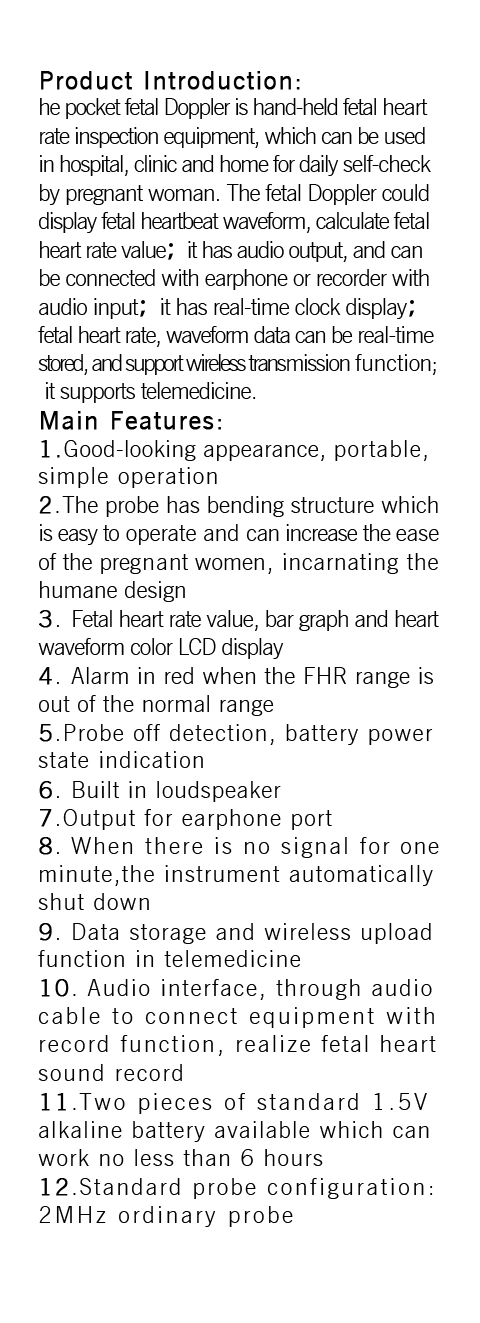 Product Introduction:
he pocket fetal Doppler is hand-held fetal heart
rate inspection equipment, which can be used
in hospital, clinic and home for daily self-check
by pregnant woman. The fetal Doppler could
display fetal heartbeat waveform, calculate fetal
heart rate value；it has audio output, and can
be connected with earphone or recorder with
audio input；it has real-time clock display；
fetal heart rate, waveform data can be real-time
stored, and support wireless transmission function;
it supports telemedicine.
Main Features:
1.Good-looking appearance, portable,
simple operation
2.The probe has bending structure which
is easy to operate and can increase the ease
of the pregnant women, incarnating the
humane design
3. Fetal heart rate value, bar graph and heart
waveform color LCD display
4. Alarm in red when the FHR range is
out of the normal range
5.Probe off detection, battery power
state indication
6. Built in loudspeaker
7.Output for earphone port
8. When there is no signal for one
minute,the instrument automatically
shut down
9. Data storage and wireless upload
function in telemedicine
10. Audio interface, through audio
cable to connect equipment with
record function, realize fetal heart
sound record
11.Two pieces of standard 1.5V
alkaline battery available which can
work no less than 6 hours
12.Standard probe configuration:
2MHz ordinary probe